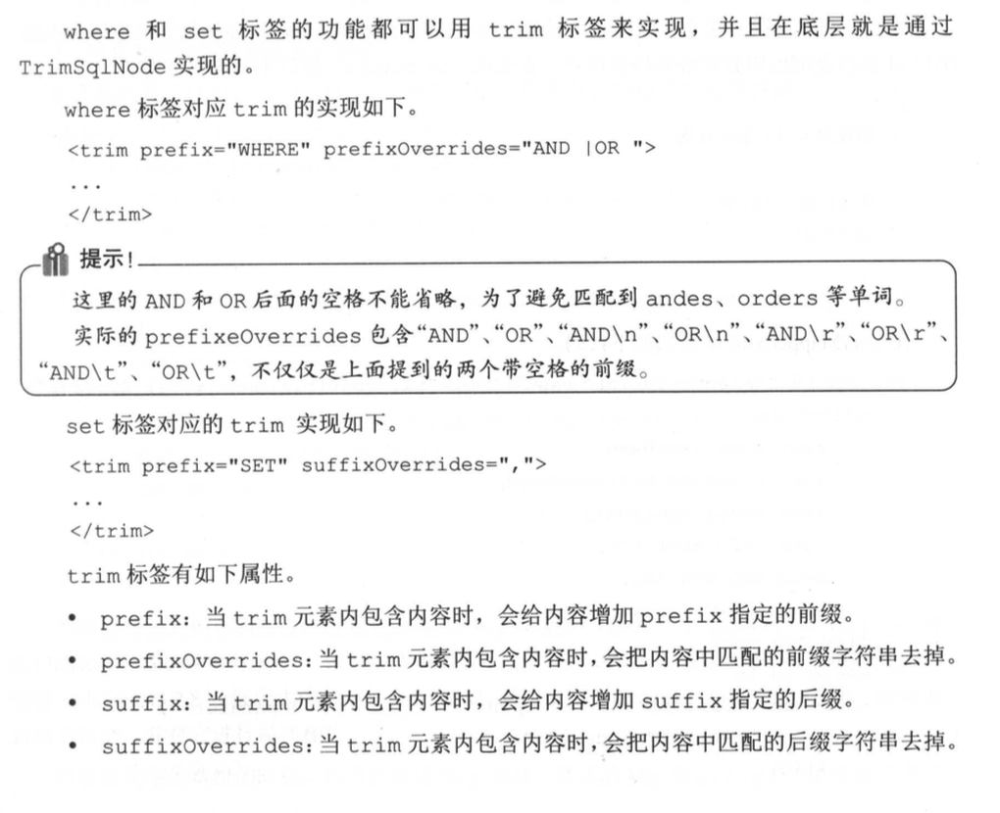 where 和 set 标签的功能都可以用 trim 标签来实现，并且在底层就是通过
TrimSqlNode 实现的。
where 标签对应 trim 的实现如下。
<trim prefix="WHERE" prefixOverrides="AND |OR ">
...
</trim>
提示!
这里的 AND 和 OR 后面的空格不能省略，为了避免匹配到 andes、orders 等单词。
实际的 prefixeOverrides 包含“AND”、“OR”、“AND\n”、“OR\n”、“AND\r”、“OR\r”、
“AND\t”、“OR\t”，不仅仅是上面提到的两个带空格的前缀。
set 标签对应的 trim 实现如下。
<trim prefix="SET" suffixOverrides=",">
...
</trim>
trim 标签有如下属性。
• prefix：当 trim 元素内包含内容时，会给内容增加 prefix 指定的前缀。
• prefixOverrides：当 trim 元素内包含内容时，会把内容中匹配的前缀字符串去掉。
• suffix：当 trim 元素内包含内容时，会给内容增加 suffix 指定的后缀。
• suffixOverrides：当 trim 元素内包含内容时，会把内容中匹配的后缀字符串去掉。